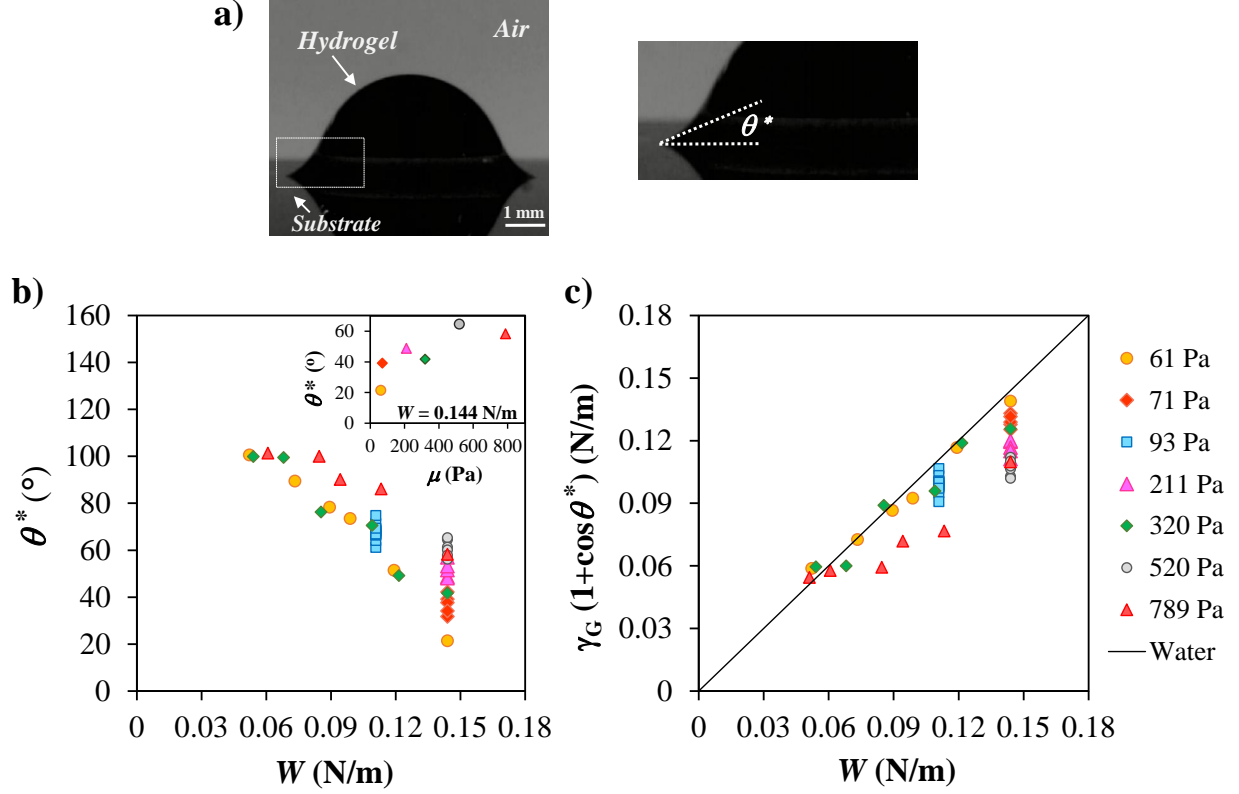 a)
Air
Hydrogel
Substrate
1 mm
θ*
b)
160
140
120
100
80
60
40
20
0
0
0.03
0.06
0.09
0.12
0.15
0.18
θ* (°)
W (N/m)
60
40
20
0
0
200
400
600
800
θ* (º)
W = 0.144 N/m
μ (Pa)
c)
0.18
0.15
0.12
0.09
0.06
0.03
0
0
0.03
0.06
0.09
0.12
0.15
0.18
γG (1+cosθ*) (N/m)
W (N/m)
61 Pa
71 Pa
93 Pa
211 Pa
320 Pa
520 Pa
789 Pa
Water